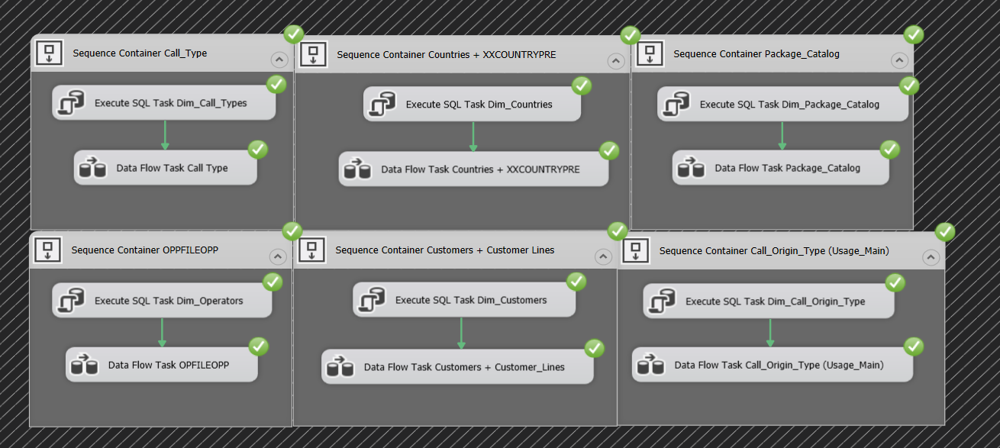 Sequence Container Call_Type
Sequence Container Countries + XXCOUNTRYPRE
Sequence Container Package_Catalog
Execute SQL Task Dim_Call_Types
Execute SQL Task Dim_Countries
Execute SQL Task Dim_Package_Catalog
Data Flow Task Call Type
Data Flow Task Countries + XXCOUNTRYPRE
Data Flow Task Package_Catalog
Sequence Container OPPFILEOPP
Sequence Container Customers + Customer Lines
Sequence Container Call_Origin_Type (Usage_Main)
Execute SQL Task Dim_Operators
Execute SQL Task Dim_Customers
Execute SQL Task Dim_Call_Origin_Type
Data Flow Task OPFILEOPP
Data Flow Task Customers + Customer_Lines
Data Flow Task Call_Origin_Type (Usage_Main)